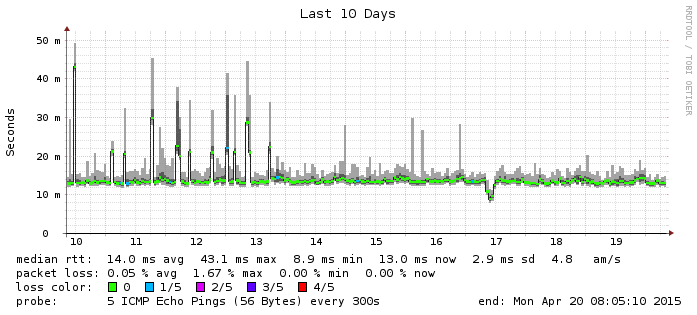 Last 10 Days
RRDTOOL / TOBI OETIKER
Seconds
50 m
40 m
30 m
20 m
10 m
0
10 11 12 13 14 15 16 17 18 19
median rtt: 14.0 ms avg 43.1 ms max 8.9 ms min 13.0 ms now 2.9 ms sd 4.8 am/s
packet loss: 0.05 % avg 1.67 % max 0.00 % min 0.00 % now
loss color: 0 1/5 2/5 3/5 4/5
probe: 5 ICMP Echo Pings (56 Bytes) every 300s end: Mon Apr 20 08:05:10 2015